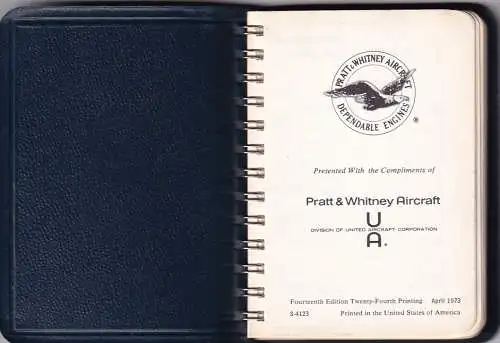 PRATT & WHITNEY AIRCRAFT
DEPENDABLE ENGINES
®
Presented With the Compliments of
Pratt & Whitney Aircraft
U
DIVISION OF UNITED AIRCRAFT CORPORATION
A®
Fourteenth Edition Twenty-Fourth Printing April 1973
S-4123 Printed in the United States of America